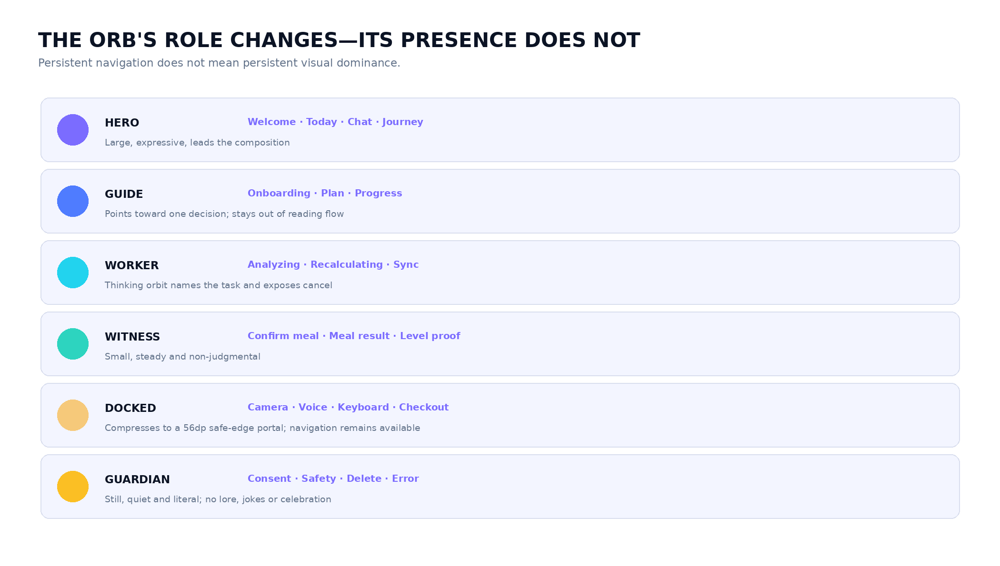 THE ORB'S ROLE CHANGES—ITS PRESENCE DOES NOT
Persistent navigation does not mean persistent visual dominance.
HERO
Welcome · Today · Chat · Journey
Large, expressive, leads the composition
GUIDE
Onboarding · Plan · Progress
Points toward one decision; stays out of reading flow
WORKER
Analyzing · Recalculating · Sync
Thinking orbit names the task and exposes cancel
WITNESS
Confirm meal · Meal result · Level proof
Small, steady and non-judgmental
DOCKED
Camera · Voice · Keyboard · Checkout
Compresses to a 56dp safe-edge portal; navigation remains available
GUARDIAN
Consent · Safety · Delete · Error
Still, quiet and literal; no lore, jokes or celebration